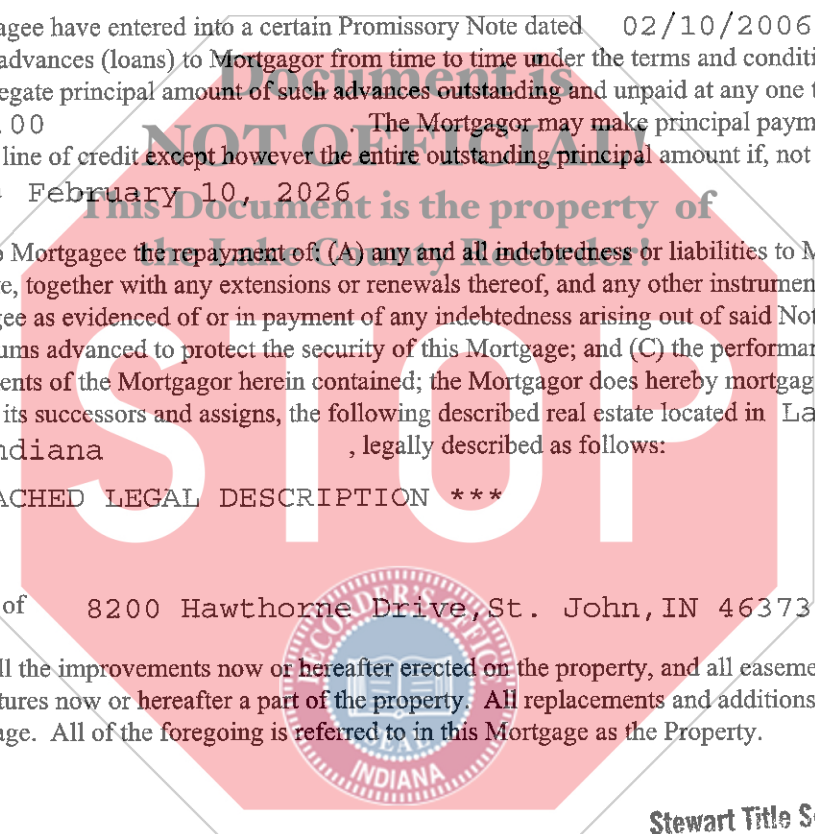 agee have entered into a certain Promissory Note dated 02/10/2006
advances (loans) to Mortgagor from time to time under the terms and conditi
Document is
egate principal amount of such advances outstanding and unpaid at any one t
.00 . The Mortgagor may make principal paym
NOT OFFICIAL!
line of credit except however the entire outstanding principal amount if, not
February 10, 2026
This Document is the property of
o Mortgagee the repayment of: (A) any and all indebtedness or liabilities to M
the Lake County Recorder!
e, together with any extensions or renewals thereof, and any other instrumen
gee as evidenced of or in payment of any indebtedness arising out of said Not
ums advanced to protect the security of this Mortgage; and (C) the performan
ents of the Mortgagor herein contained; the Mortgagor does hereby mortgag
its successors and assigns, the following described real estate located in La
STOP
ndiana , legally described as follows:
ACHED LEGAL DESCRIPTION ***
of 8200 Hawthorne Drive,St. John,IN 46373
RECORDER'S OFFICE
ll the improvements now or hereafter erected on the property, and all easeme
tures now or hereafter a part of the property. All replacements and additions
age. All of the foregoing is referred to in this Mortgage as the Property.
SEAL
INDIANA
Stewart Title Se